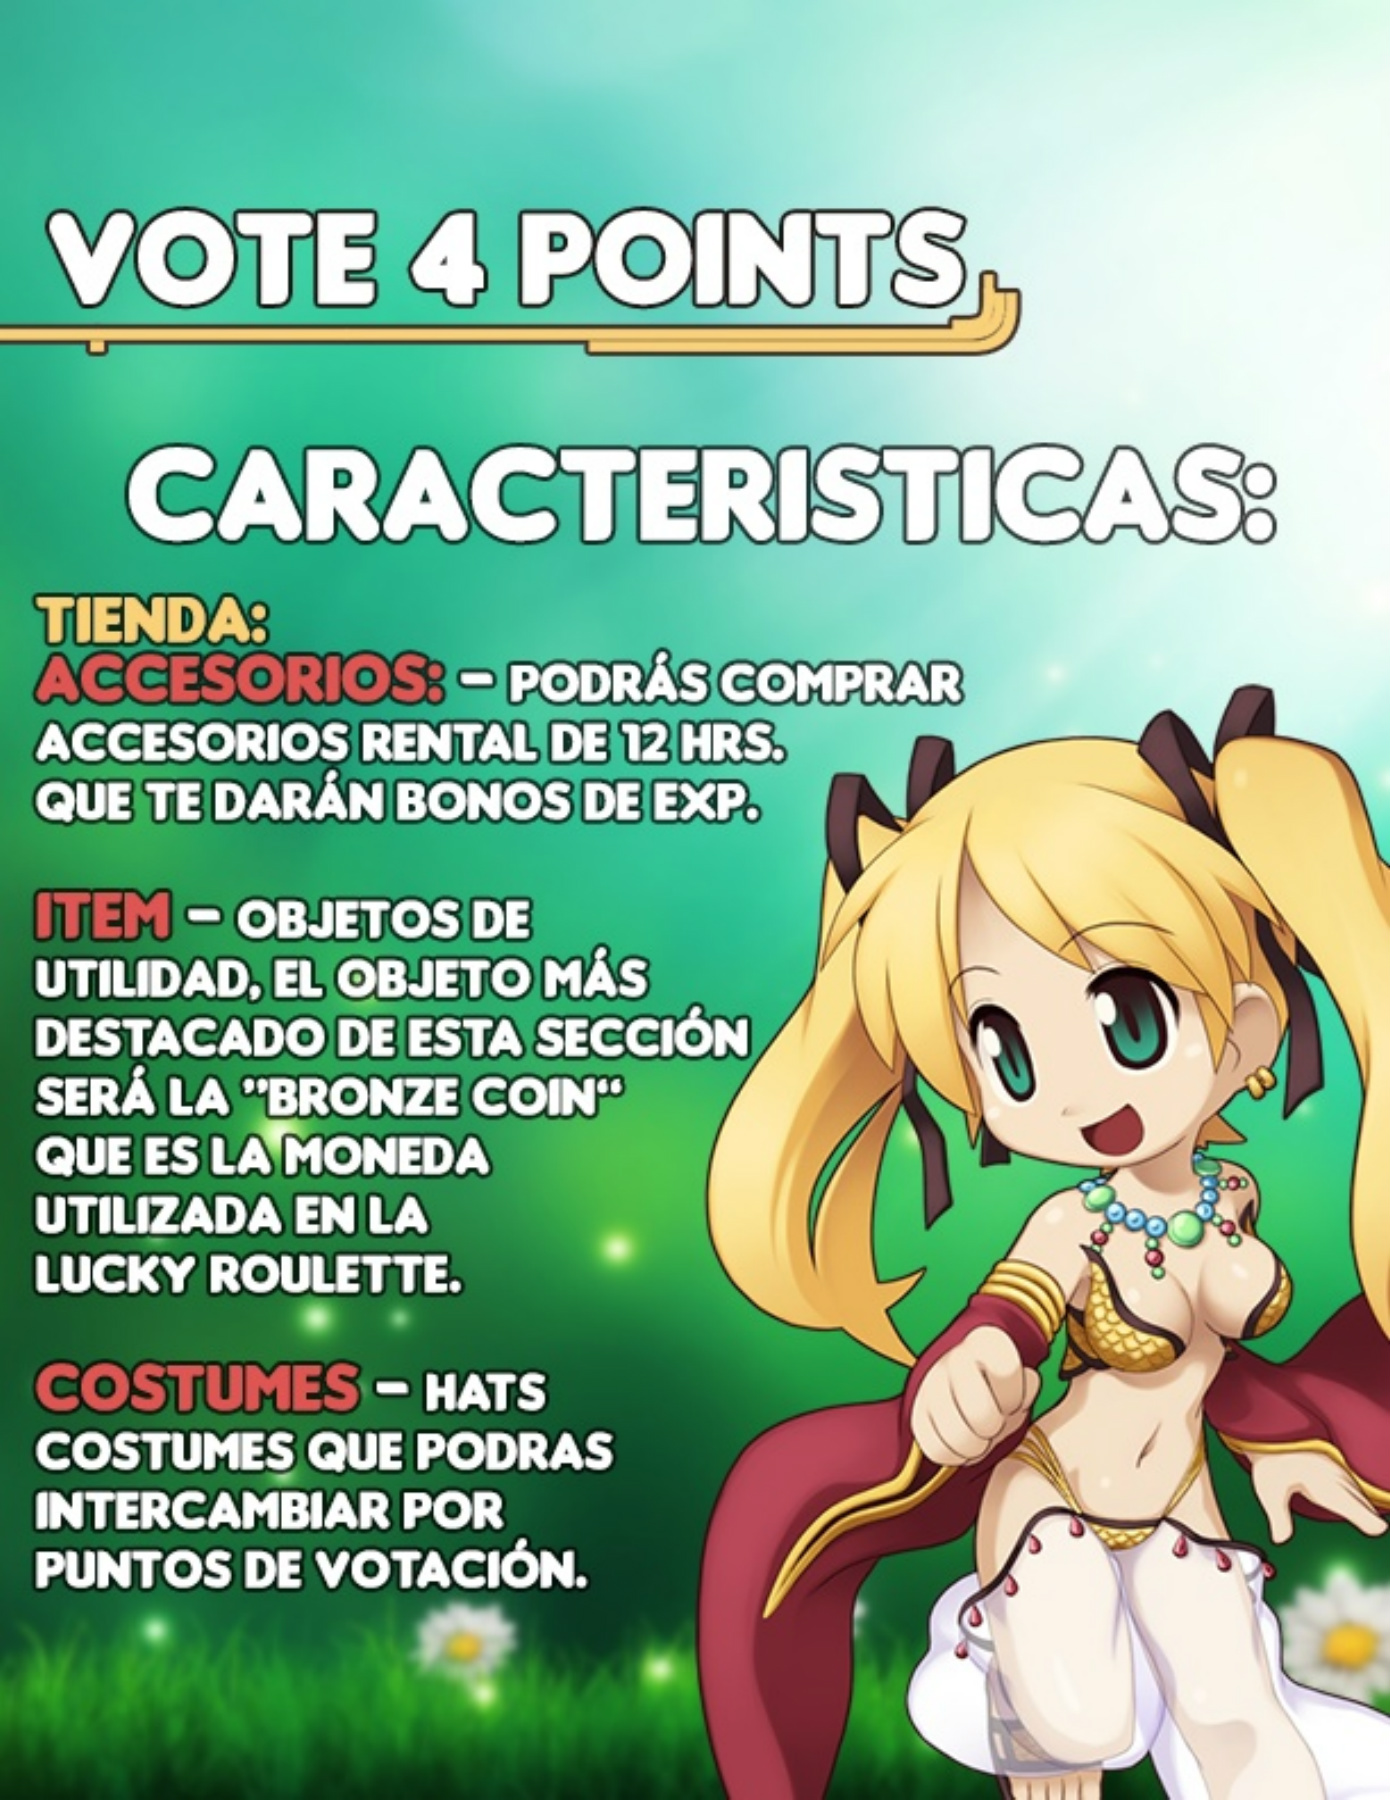 VOTE 4 POINTS
CARACTERISTICAS:
TIENDA:
ACCESORIOS: - PODRÁS COMPRAR
ACCESORIOS RENTAL DE 12 HRS.
QUE TE DARÁN BONOS DE EXP.
ITEM - OBJETOS DE
UTILIDAD, EL OBJETO MÁS
DESTACADO DE ESTA SECCIÓN
SERÁ LA ”BRONZE COIN“
QUE ES LA MONEDA
UTILIZADA EN LA
LUCKY ROULETTE.
COSTUMES - HATS
COSTUMES QUE PODRAS
INTERCAMBIAR POR
PUNTOS DE VOTACIÓN.